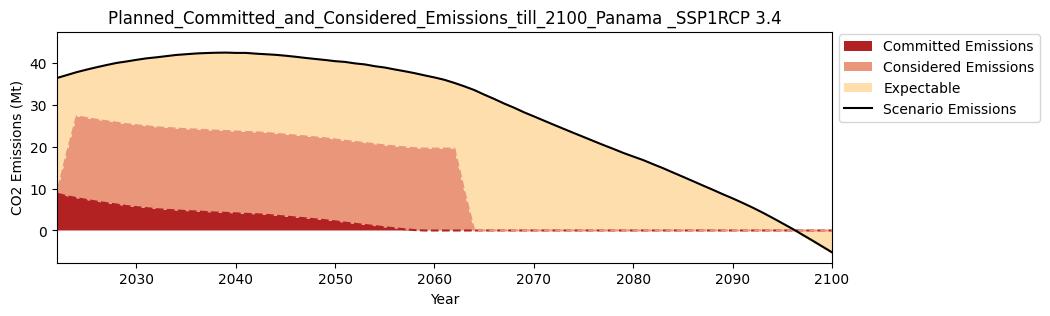 Planned_Committed_and_Considered_Emissions_till_2100_Panama _SSP1RCP 3.4
Committed Emissions
Considered Emissions
Expectable
Scenario Emissions
CO2 Emissions (Mt)
40
30
20
10
0
2030 2040 2050 2060 2070 2080 2090 2100
Year